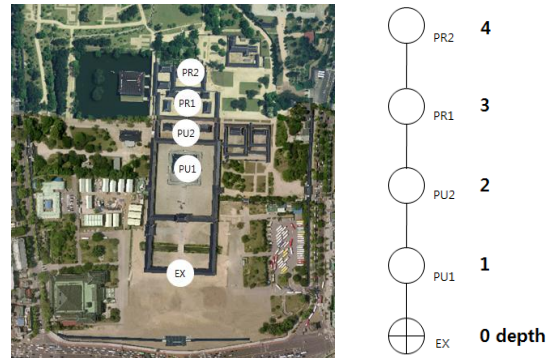 PR2
PR1
PU2
PU1
EX
PR2 4
PR1 3
PU2 2
PU1 1
EX 0 depth